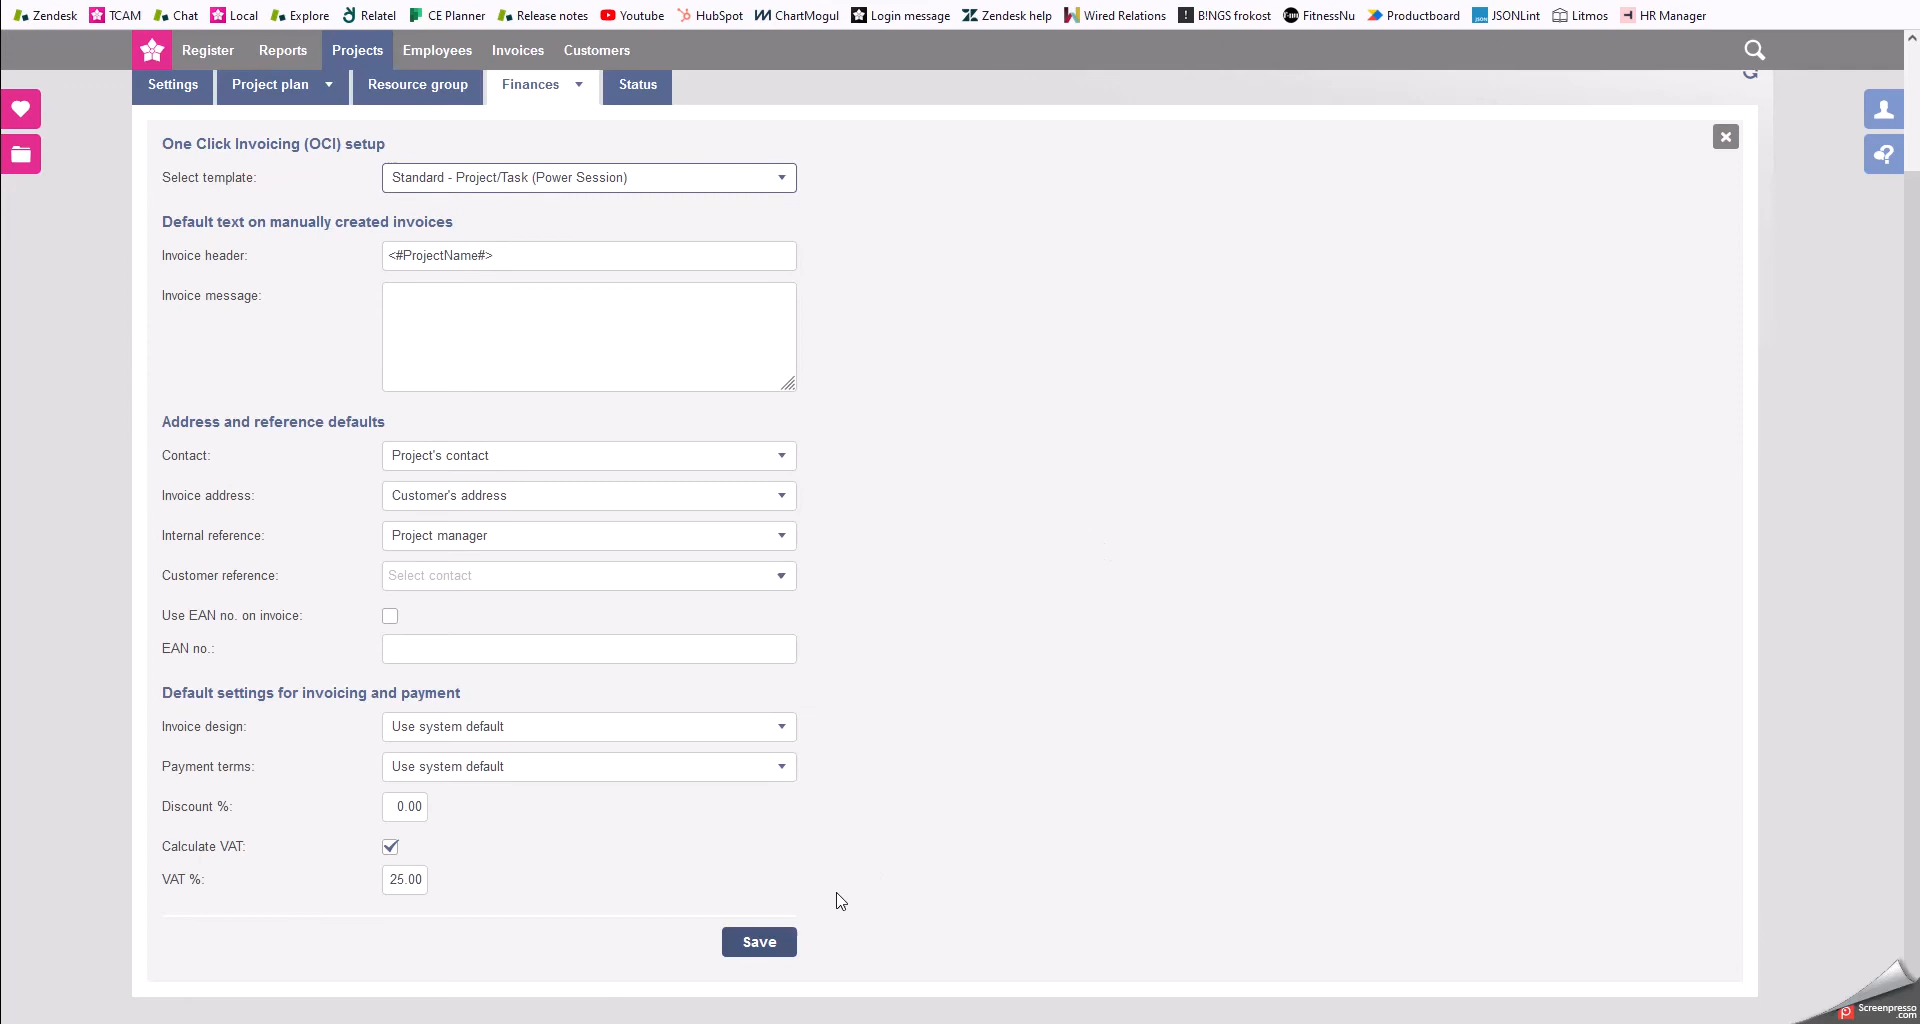 Zendesk TCAM Chat Local Explore Relatel CE Planner Release notes Youtube HubSpot ChartMogul Login message Zendesk help Wired Relations B!NGS frokost FitnessNu Productboard JSONLint Litmos HR Manager
Register Reports Projects Employees Invoices Customers
Settings Project plan Resource group Finances Status
One Click Invoicing (OCI) setup
Select template: Standard - Project/Task (Power Session)
Default text on manually created invoices
Invoice header: <#ProjectName#>
Invoice message:
Address and reference defaults
Contact: Project's contact
Invoice address: Customer's address
Internal reference: Project manager
Customer reference: Select contact
Use EAN no. on invoice:
EAN no.:
Default settings for invoicing and payment
Invoice design: Use system default
Payment terms: Use system default
Discount %: 0.00
Calculate VAT:
VAT %: 25.00
Save
Screenpresso
.com